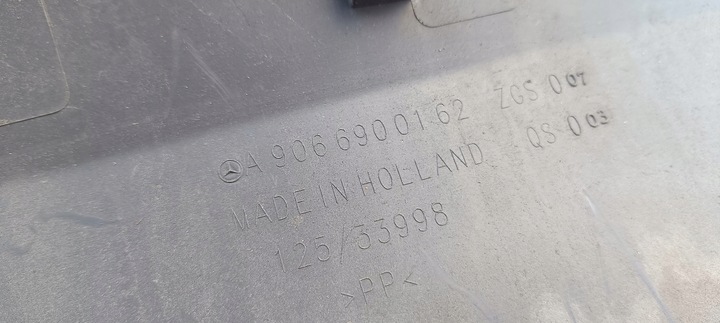 A 906 690 01 62 ZGS 007
MADE IN HOLLAND QS 003
125/33998
>PP<